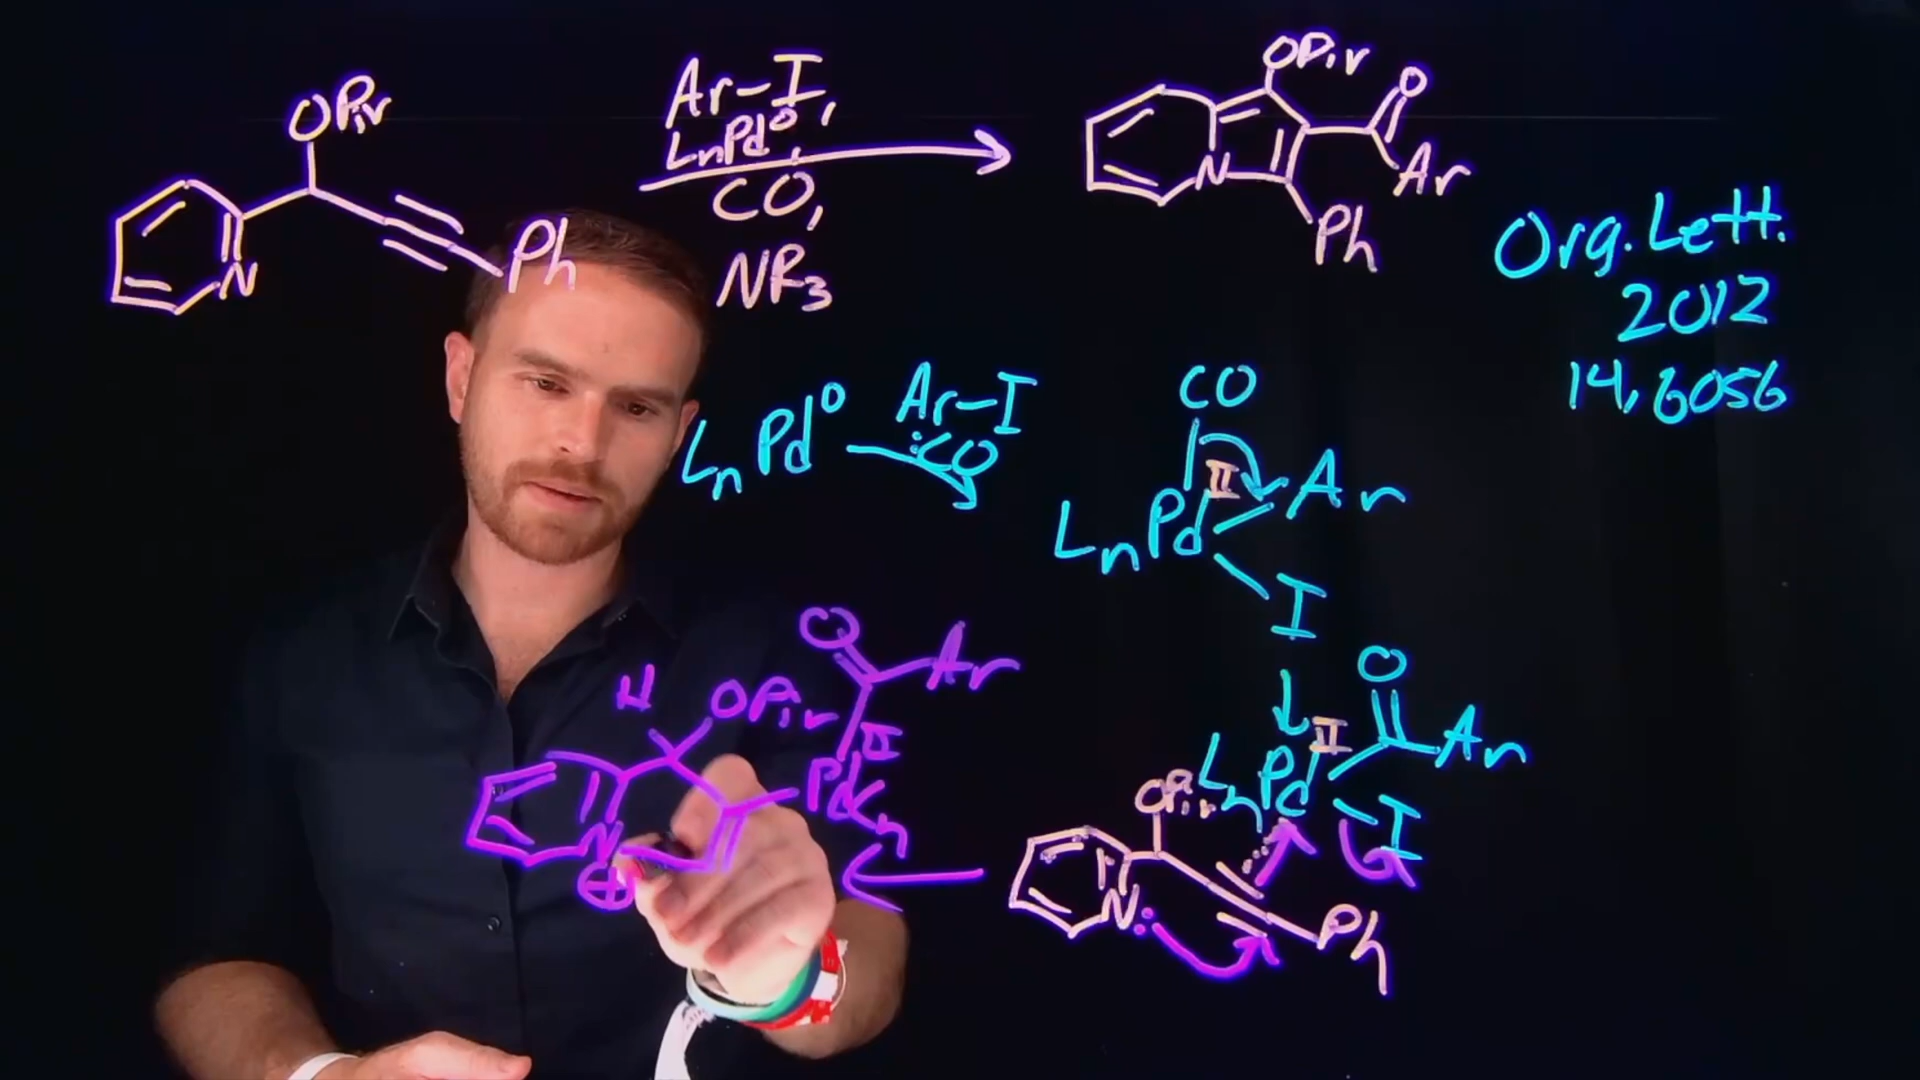 OPiv
N
Ph
Ar-I,
LnPd⁰,
CO,
NR₃
OPiv
O
N
Ar
Ph
Org. Lett.
2012
14, 6056
LnPd⁰
Ar-I
:CO
CO
II
Ar
LnPd
I
O
II
Ar
LnPd
I
OPiv
N:
Ph
H
OPiv
O
Ar
II
PdLn
N
⊕